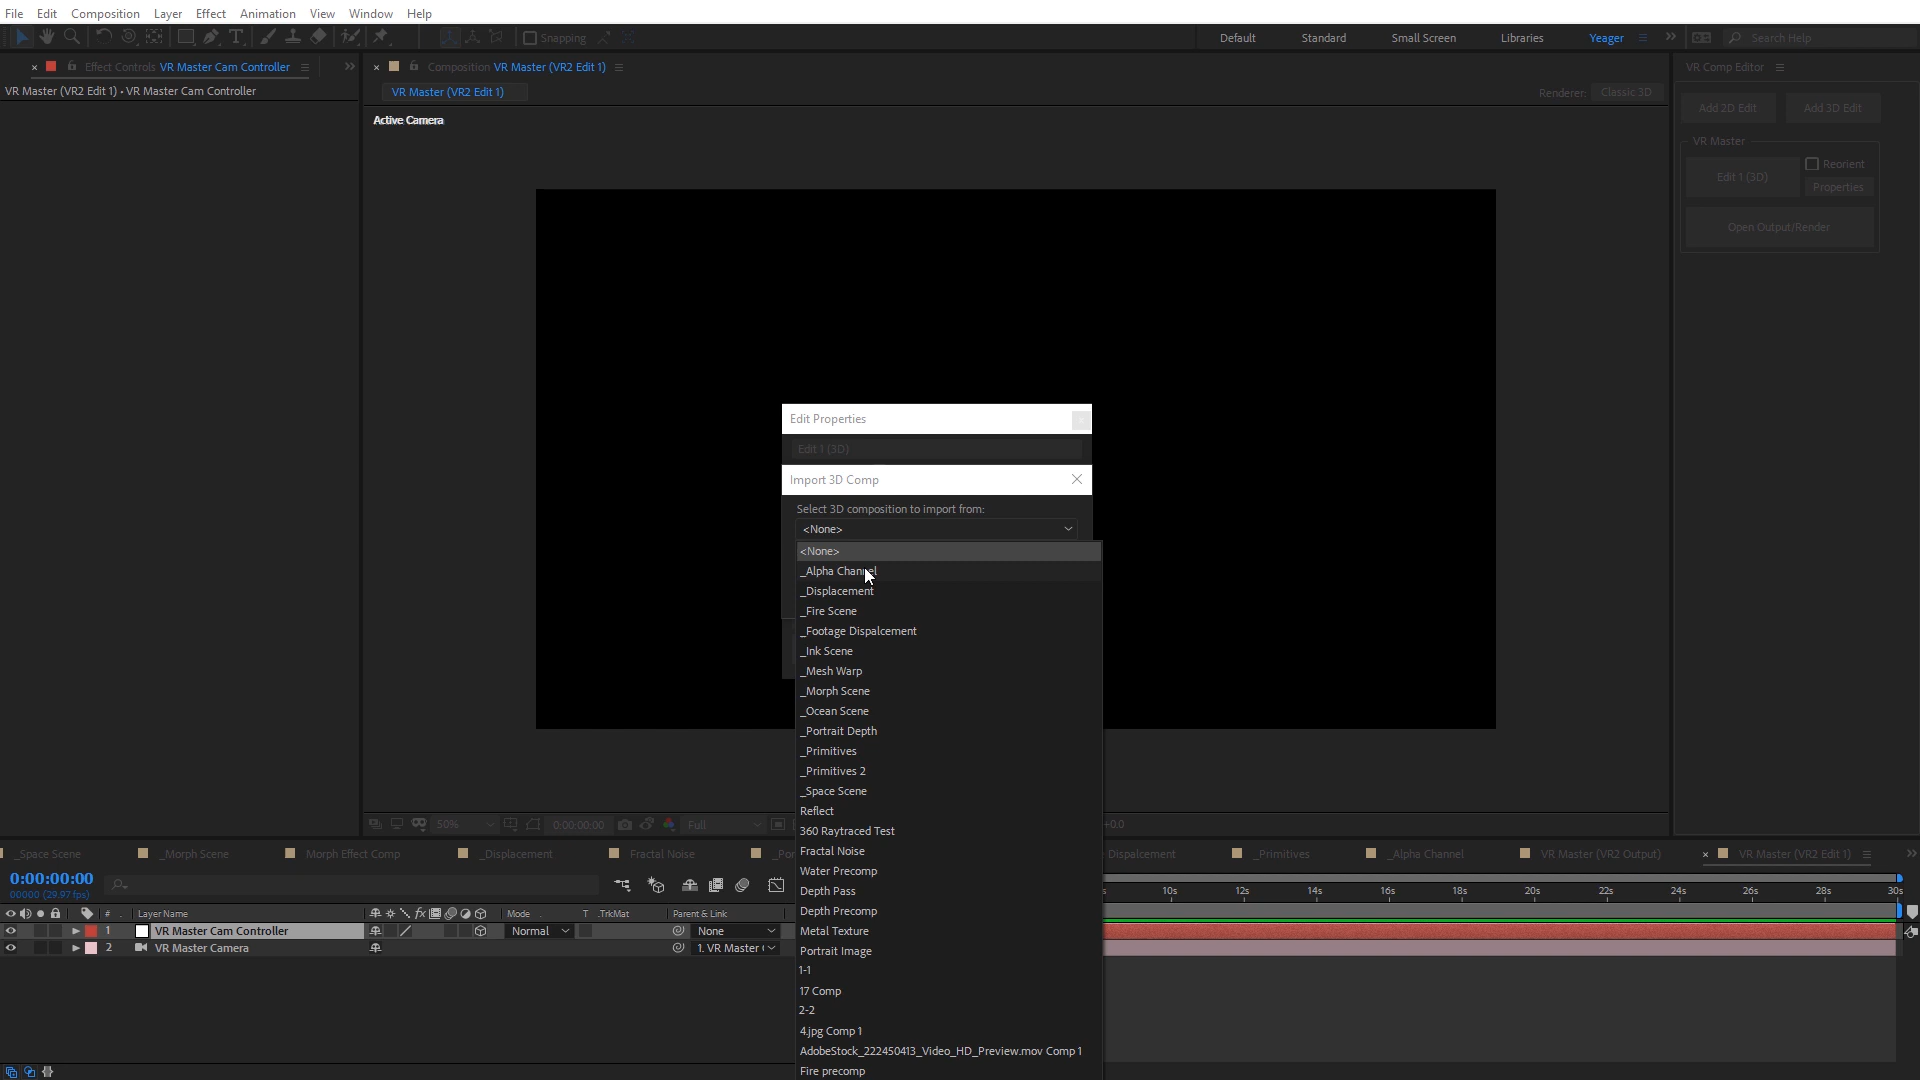 File Edit Composition Layer Effect Animation View Window Help
Snapping
Default Standard Small Screen Libraries Yeager Search Help
Effect Controls VR Master Cam Controller
Composition VR Master (VR2 Edit 1)
VR Comp Editor
VR Master (VR2 Edit 1) • VR Master Cam Controller
VR Master (VR2 Edit 1)
Renderer: Classic 3D
Active Camera
Add 2D Edit Add 3D Edit
VR Master
Edit 1 (3D)
Reorient
Properties
Open Output/Render
Edit Properties
Edit 1 (3D)
Import 3D Comp
Select 3D composition to import from:
<None>
<None>
_Alpha Channel
_Displacement
_Fire Scene
_Footage Dispalcement
_Ink Scene
_Mesh Warp
_Morph Scene
_Ocean Scene
_Portrait Depth
_Primitives
_Primitives 2
_Space Scene
Reflect
360 Raytraced Test
Fractal Noise
Water Precomp
Depth Pass
Depth Precomp
Metal Texture
Portrait Image
1-1
17 Comp
2-2
4.jpg Comp 1
AdobeStock_222450413_Video_HD_Preview.mov Comp 1
Fire precomp
50% 0:00:00:00 Full +0.0
_Space Scene _Morph Scene Morph Effect Comp _Displacement Fractal Noise _Por Dispalcement _Primitives _Alpha Channel VR Master (VR2 Output) VR Master (VR2 Edit 1)
0:00:00:00
00000 (29.97 fps)
s 10s 12s 14s 16s 18s 20s 22s 24s 26s 28s 30s
# Layer Name Mode T .TrkMat Parent & Link
1 VR Master Cam Controller Normal None
2 VR Master Camera 1. VR Master (